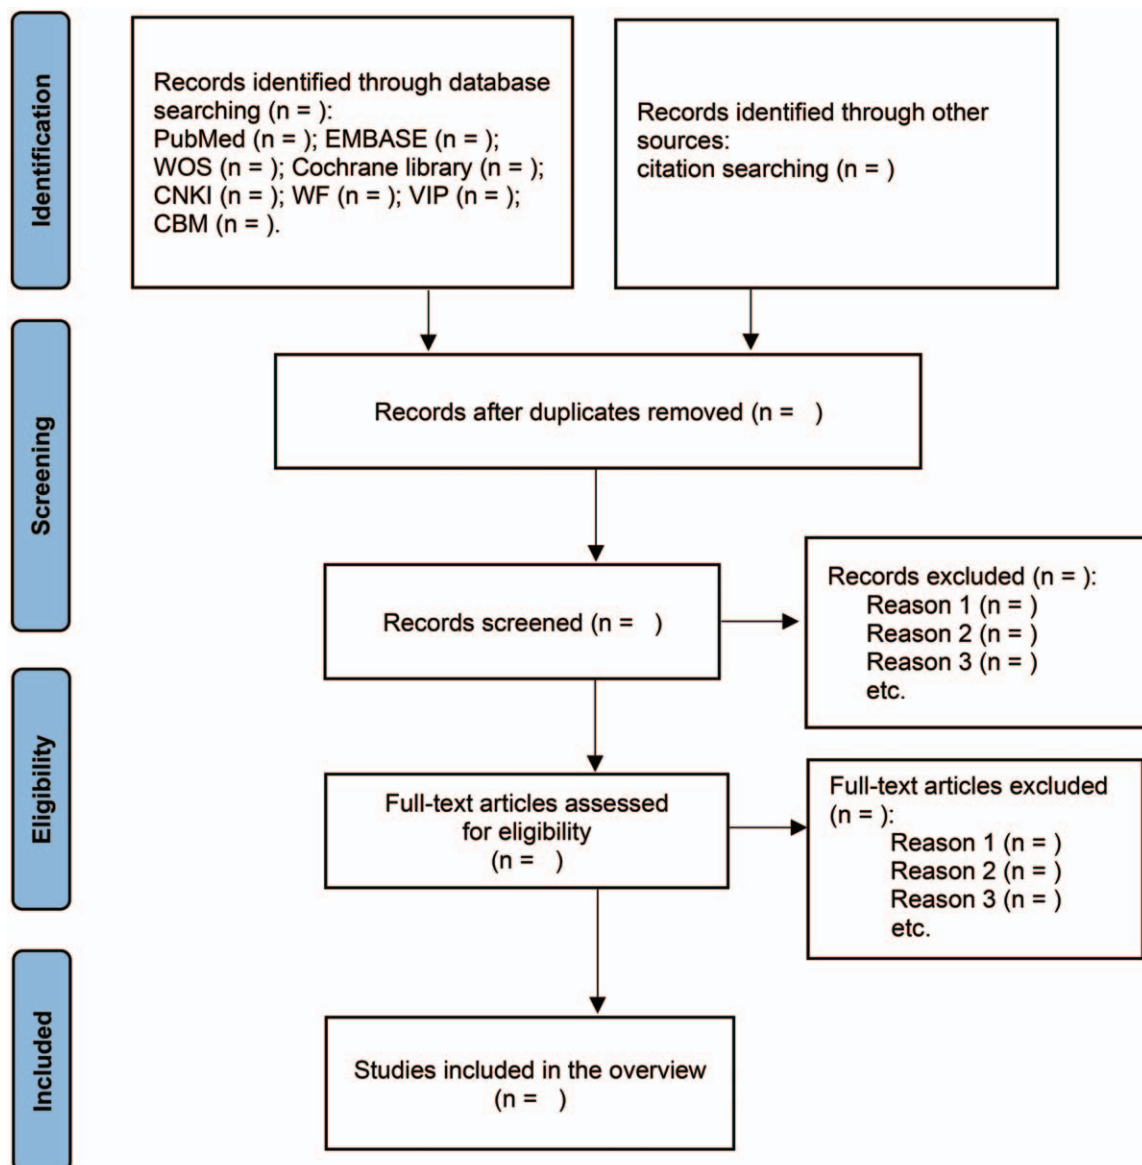 Identification
Records identified through database
searching (n = ):
PubMed (n = ); EMBASE (n = );
WOS (n = ); Cochrane library (n = );
CNKI (n = ); WF (n = ); VIP (n = );
CBM (n = ).
Records identified through other
sources:
citation searching (n = )
Screening
Records after duplicates removed (n = )
Records screened (n = )
Records excluded (n = ):
Reason 1 (n = )
Reason 2 (n = )
Reason 3 (n = )
etc.
Eligibility
Full-text articles assessed
for eligibility
(n = )
Full-text articles excluded
(n = ):
Reason 1 (n = )
Reason 2 (n = )
Reason 3 (n = )
etc.
Included
Studies included in the overview
(n = )